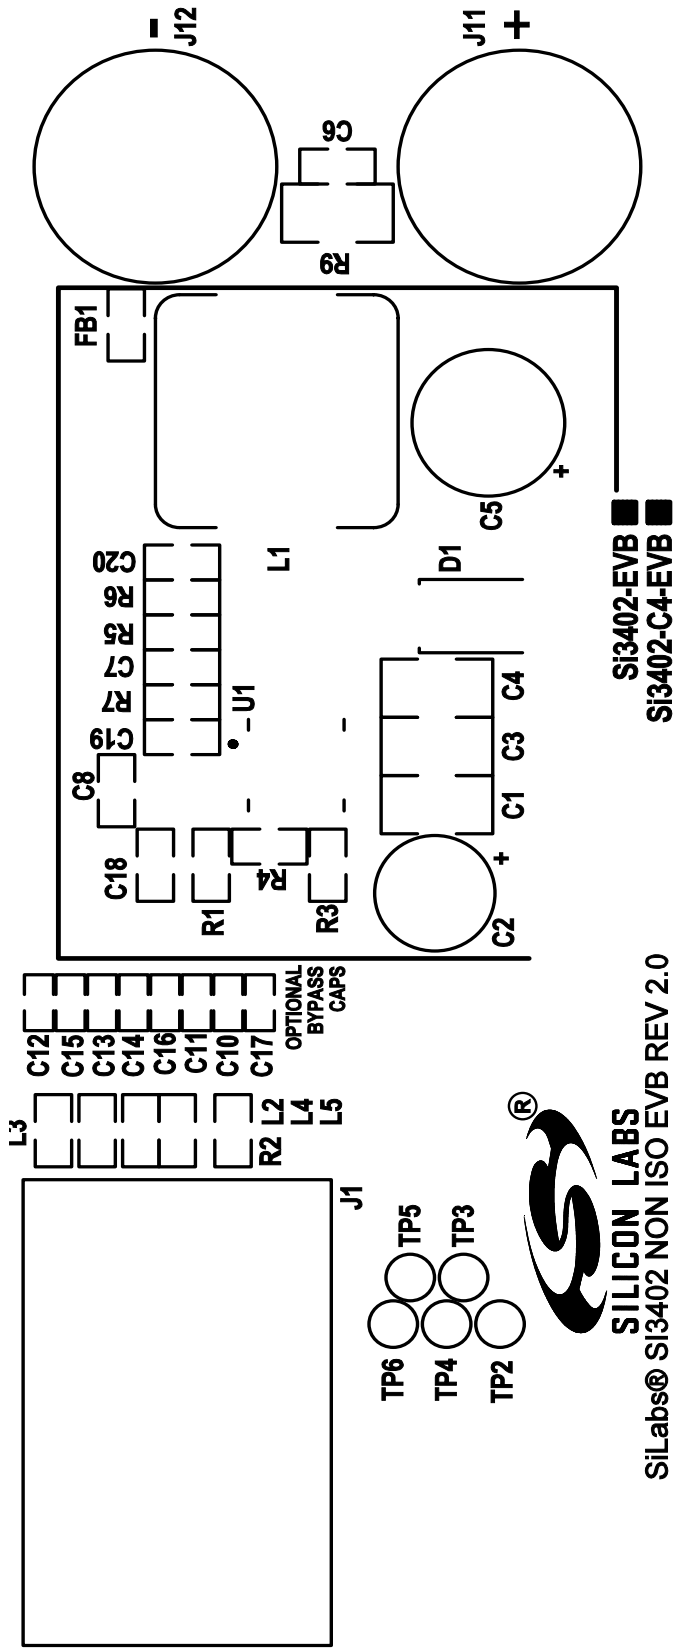 -
J12
J11
+
C6
R9
FB1
C5
+
L1
D1
C20
R6
R5
C7
R7
C19
U1
C8
C4
C3
C1
C18
R1
R4
R3
C2
+
Si3402-EVB
Si3402-C4-EVB
C12
C15
C13
C14
C16
C11
C10
C17
OPTIONAL
BYPASS
CAPS
L3
L2
L4
L5
R2
J1
TP5
TP3
TP6
TP4
TP2
®
SILICON LABS
SiLabs® SI3402 NON ISO EVB REV 2.0